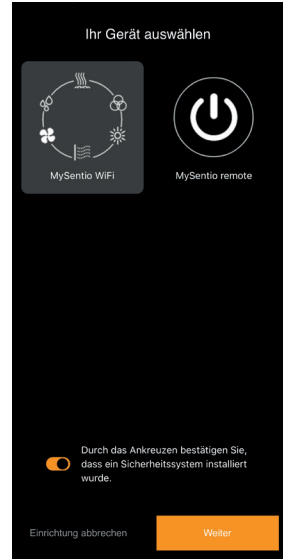 Ihr Gerät auswählen
MySentio WiFi
MySentio remote
Durch das Ankreuzen bestätigen Sie,
dass ein Sicherheitssystem installiert
wurde.
Einrichtung abbrechen
Weiter